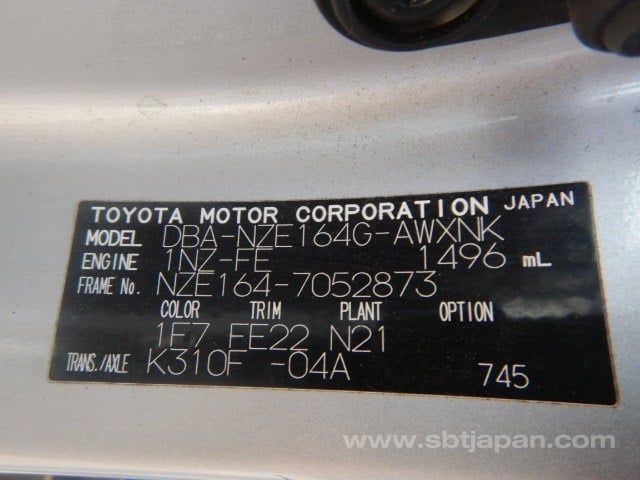 TOYOTA MOTOR CORPORATION JAPAN
MODEL DBA-NZE164G-AWXNK
ENGINE 1NZ-FE 1496 mL
FRAME No. NZE164-7052873
COLOR TRIM PLANT OPTION
1F7 FE22 N21
TRANS./AXLE K310F -04A 745
www.sbtjapan.com